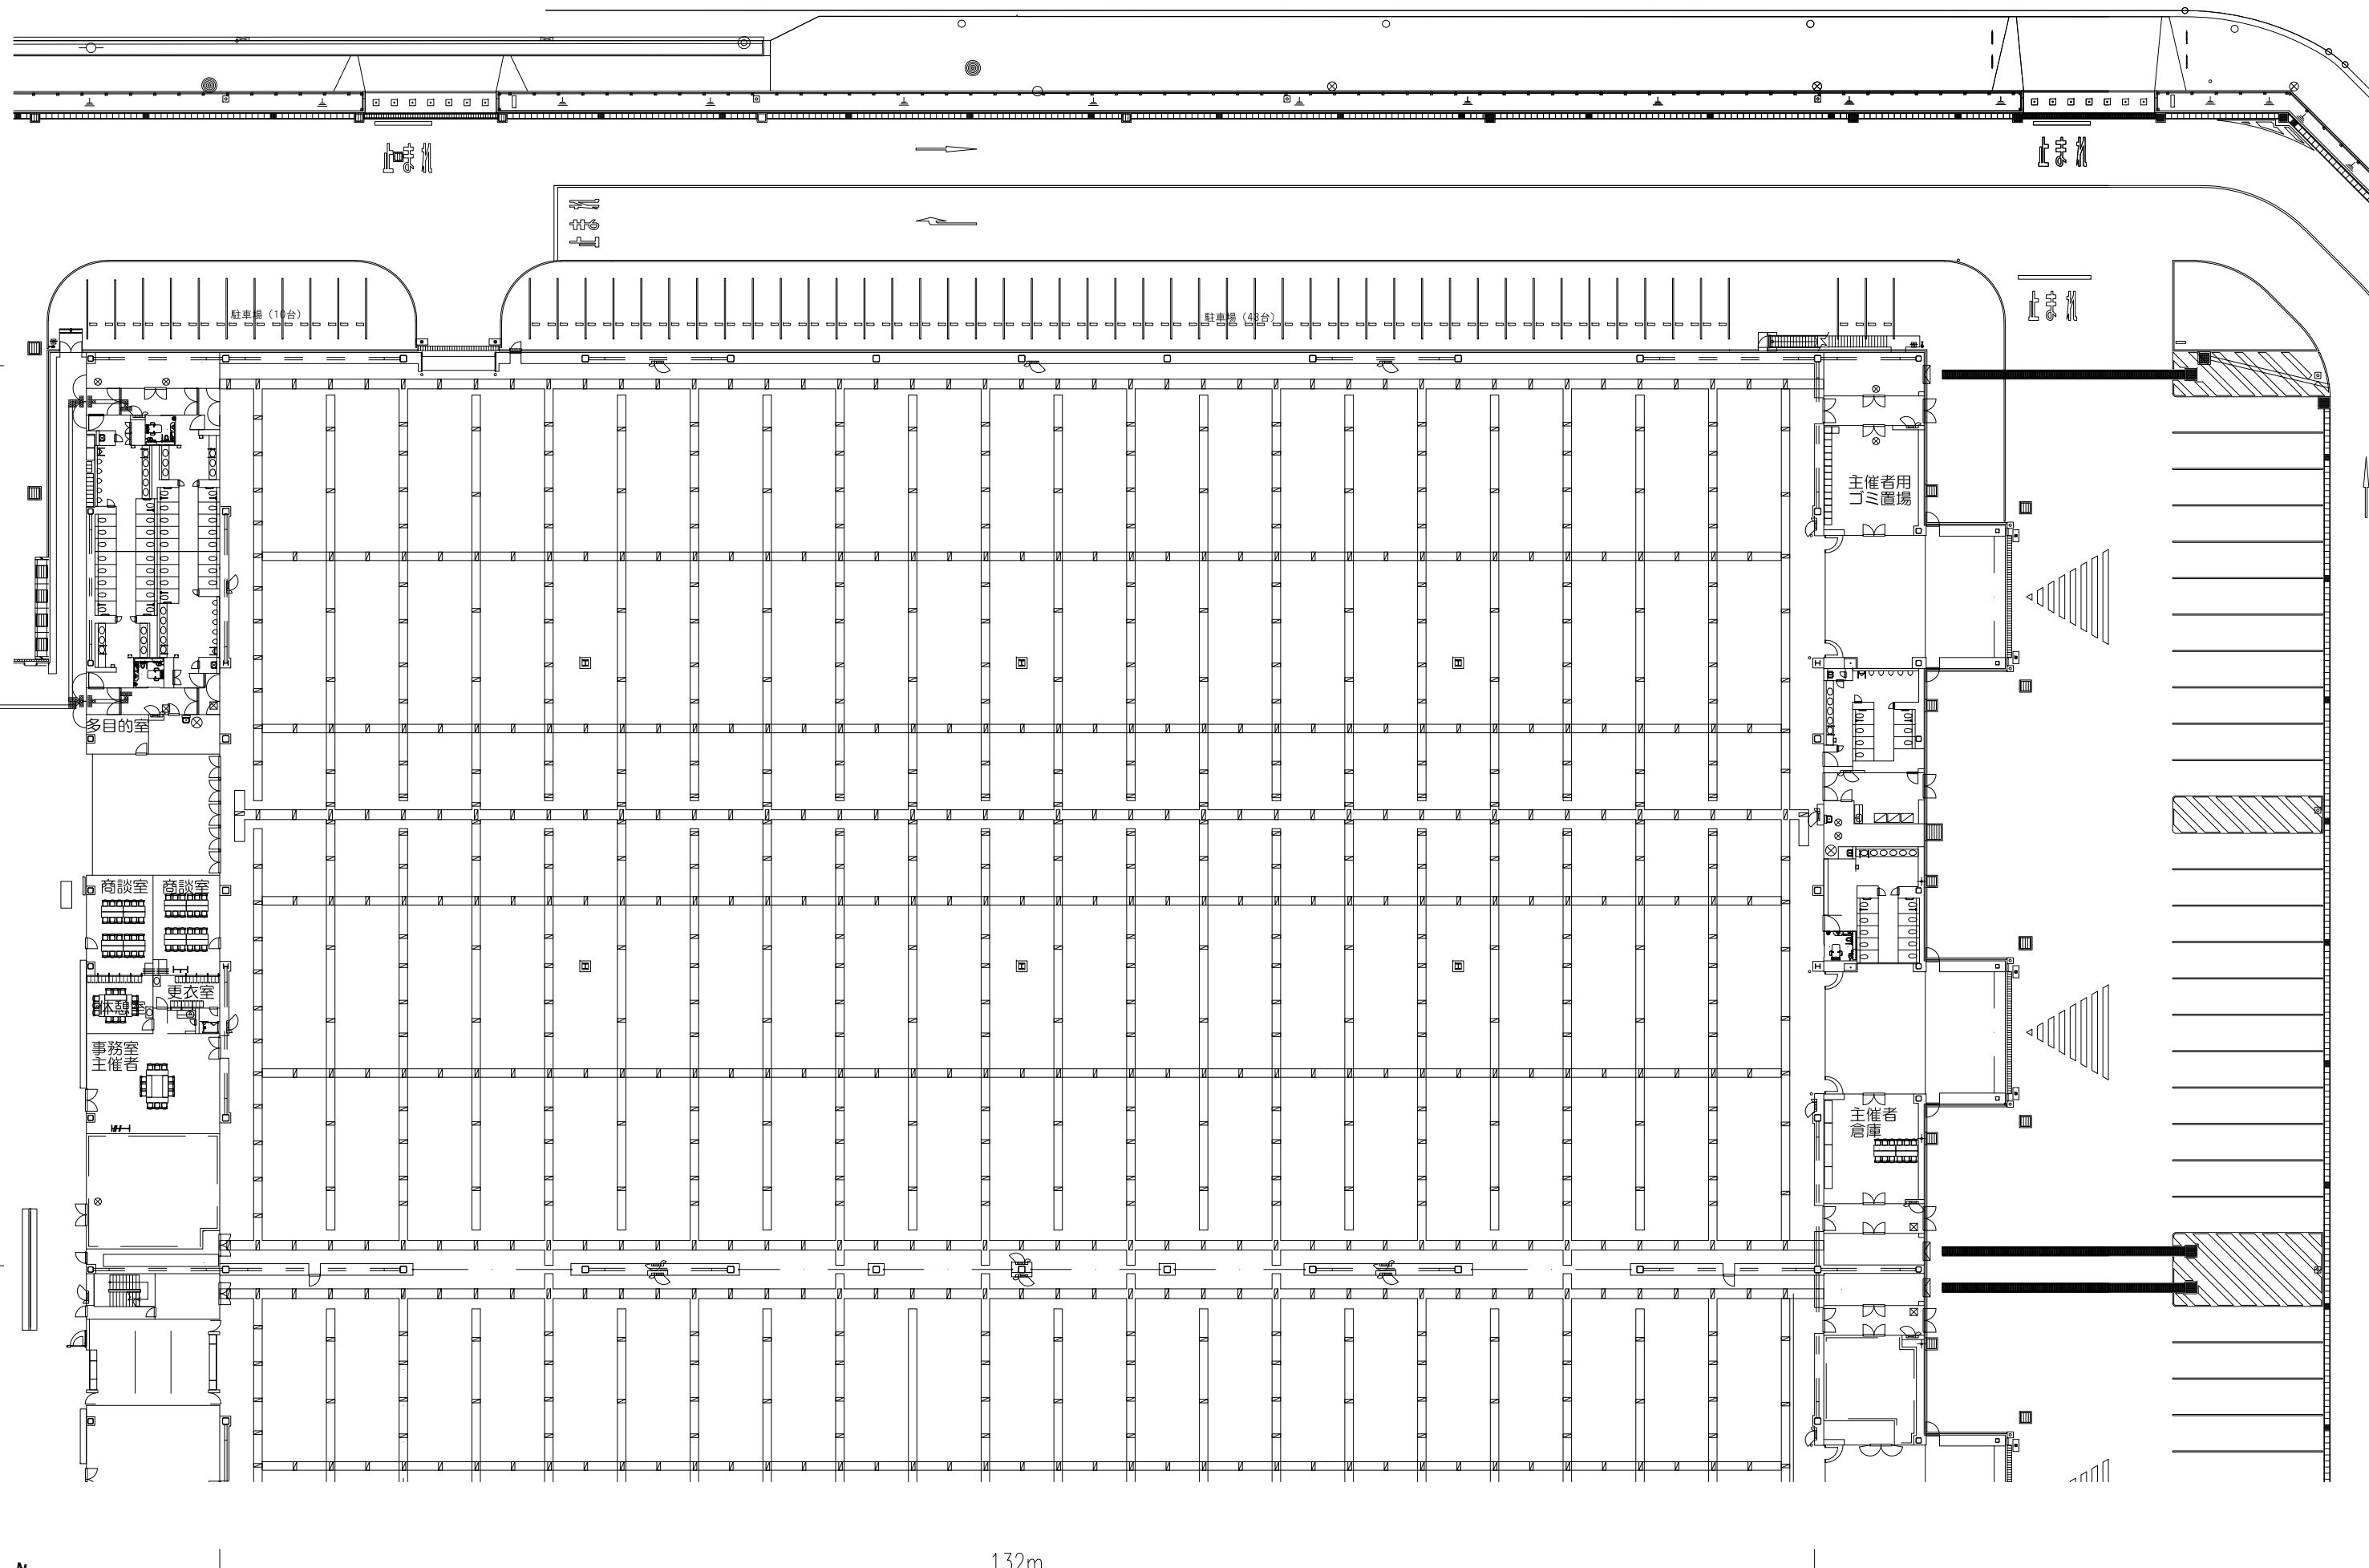 止まれ
止まれ
止まれ
止まれ
駐車場（10台）
駐車場（43台）
主催者用
ゴミ置場
多目的室
商談室
商談室
更衣室
休憩室
事務室
主催者
主催者
倉庫
132m
N